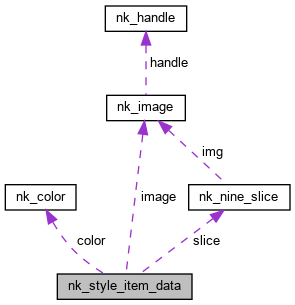 nk_handle
handle
nk_image
img
nk_color
image
nk_nine_slice
color
slice
nk_style_item_data